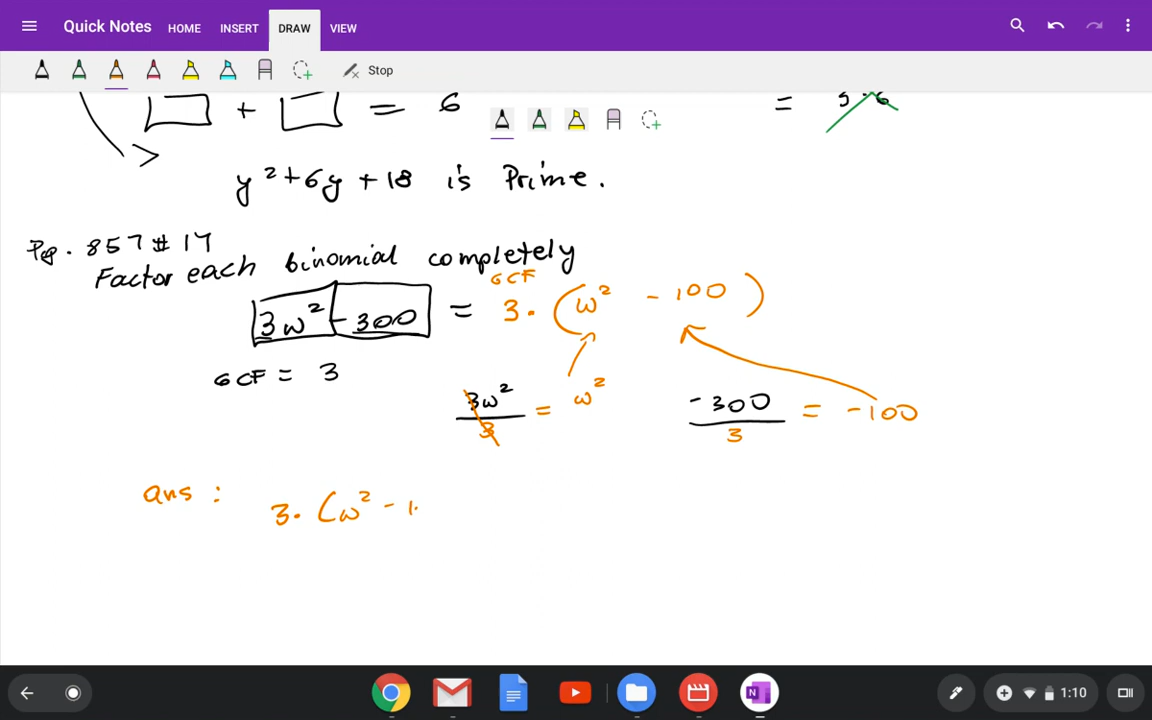 Quick Notes HOME INSERT DRAW VIEW
Stop
+ = 6 =
y² + 6y + 18 is Prime.
Pg. 857 # 17
Factor each binomial completely
GCF
3w² - 300 = 3 · (w² - 100)
GCF = 3
3w² / 3 = w² -300 / 3 = -100
ans : 3 · (w² - 1
1:10